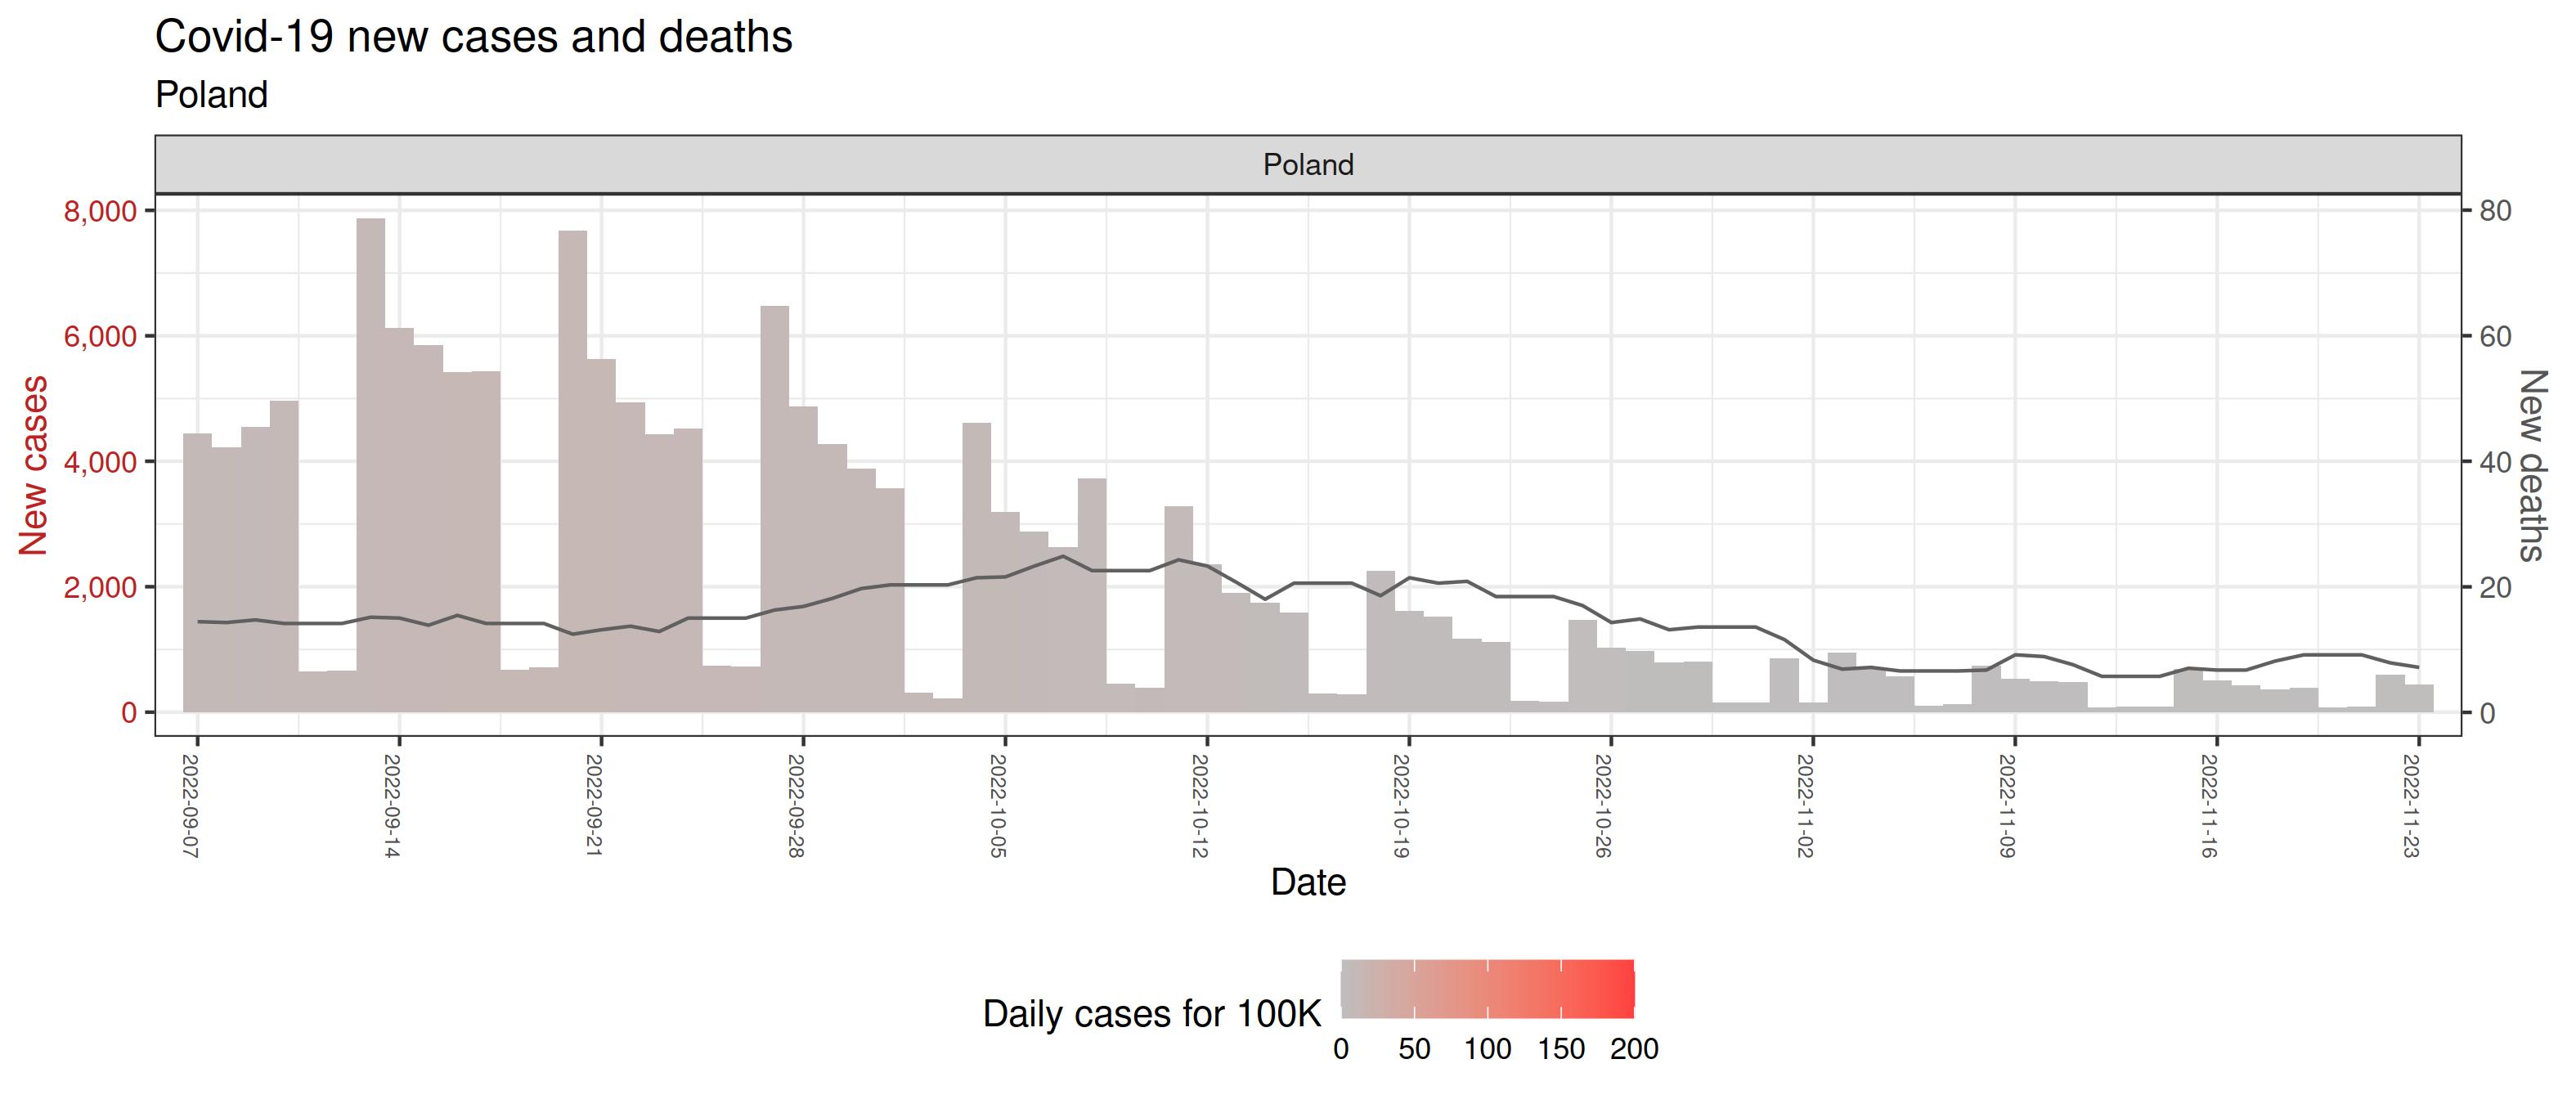 Covid-19 new cases and deaths
Poland
Poland
New cases
8,000
6,000
4,000
2,000
0
80
60
40
20
0
New deaths
2022-09-07
2022-09-14
2022-09-21
2022-09-28
2022-10-05
2022-10-12
2022-10-19
2022-10-26
2022-11-02
2022-11-09
2022-11-16
2022-11-23
Date
Daily cases for 100K
0 50 100 150 200